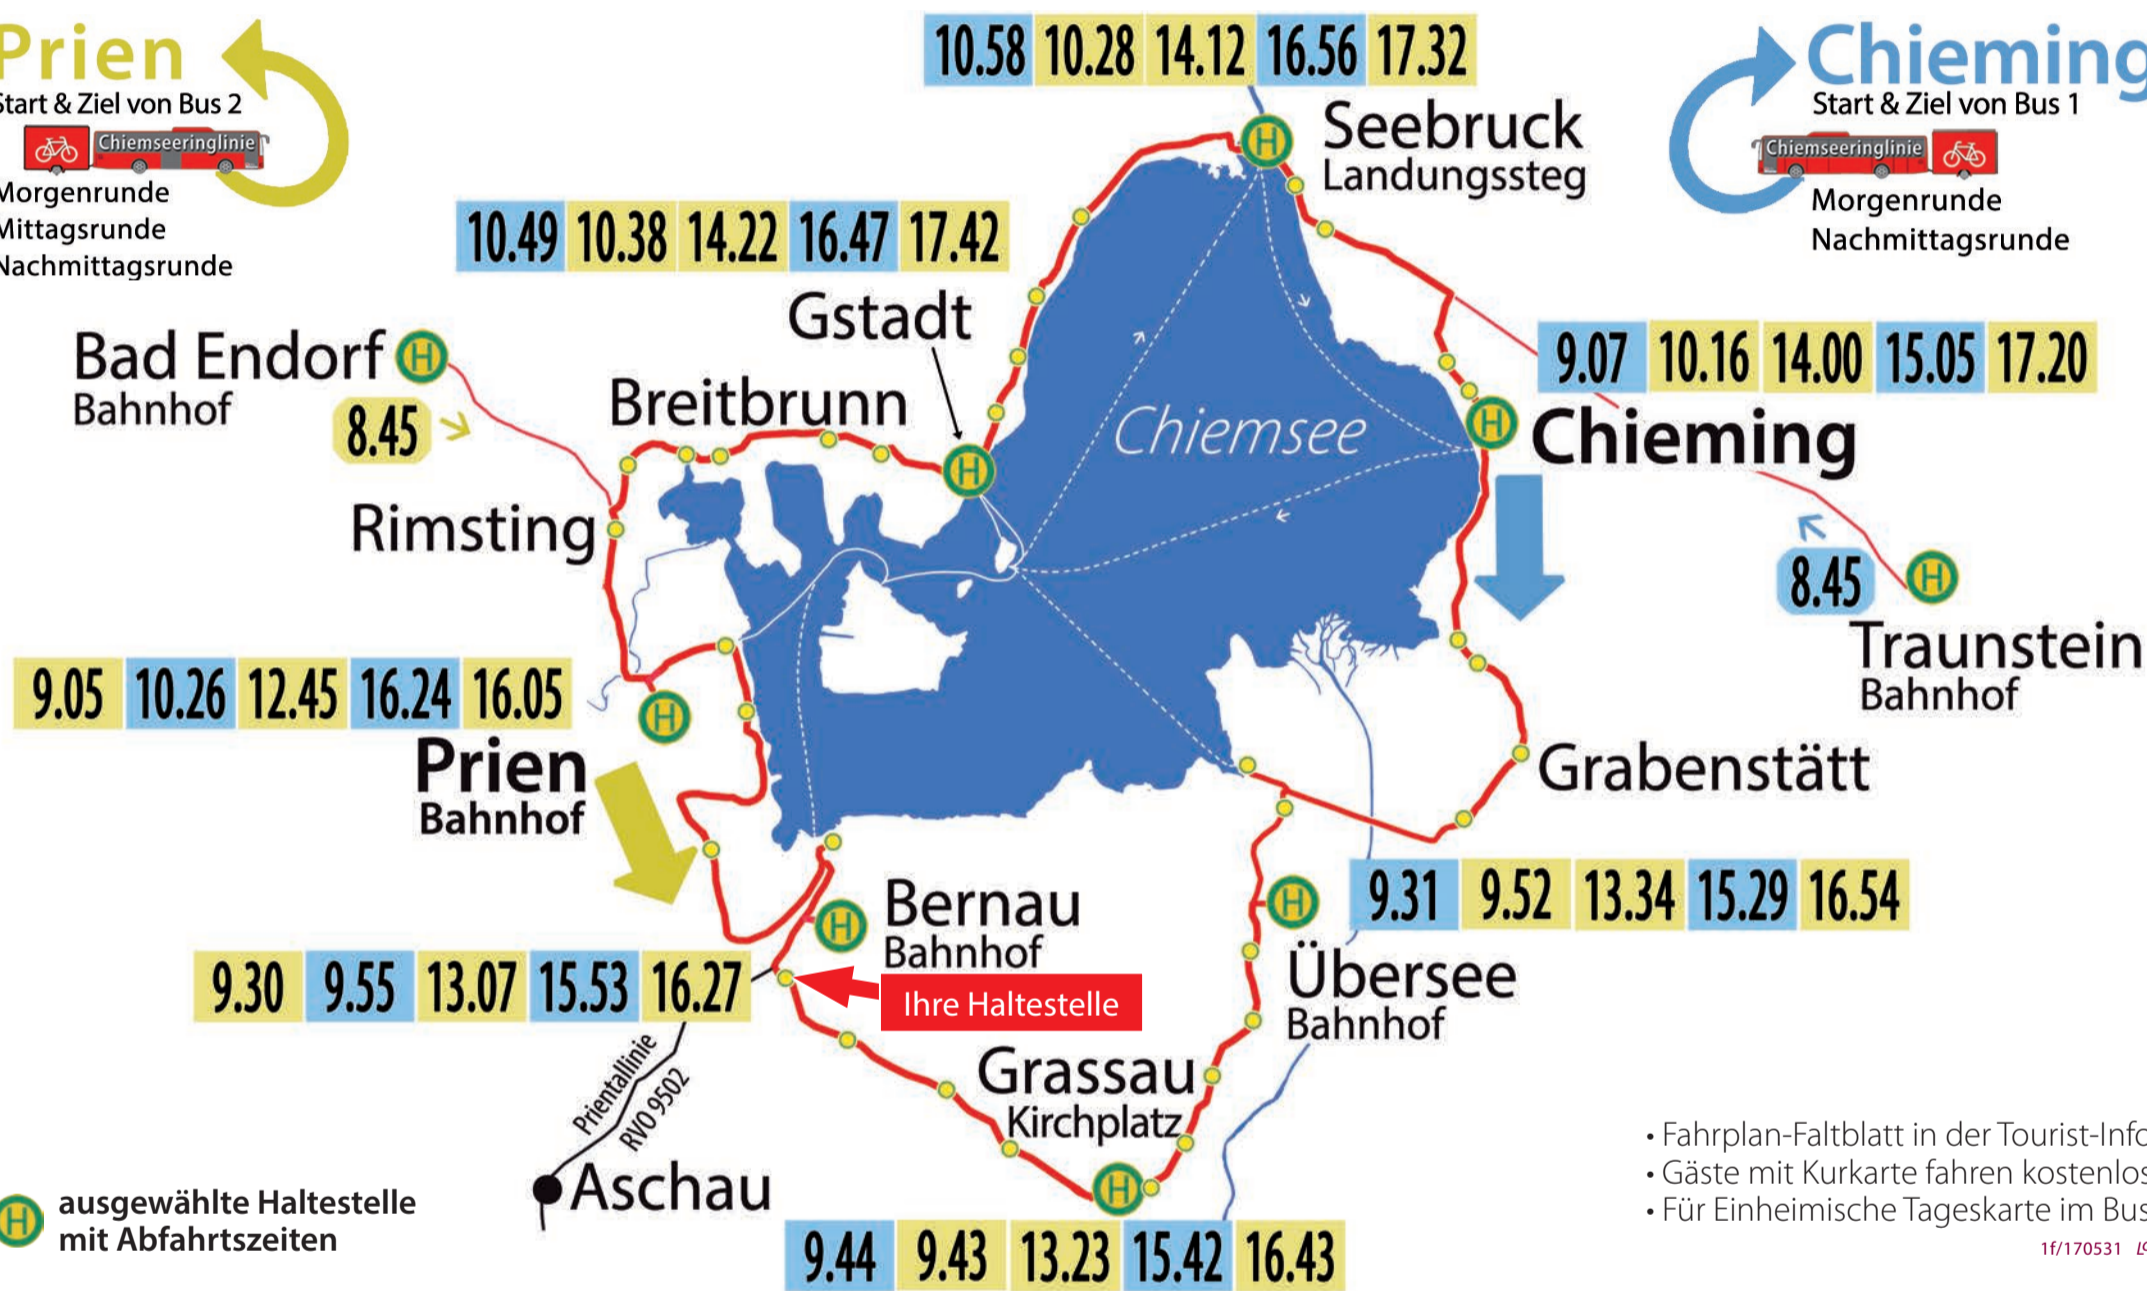 Prien
Start & Ziel von Bus 2
Chiemseeringlinie
Morgenrunde
Mittagsrunde
Nachmittagsrunde
10.58 10.28 14.12 16.56 17.32
Seebruck
Landungssteg
Chieming
Start & Ziel von Bus 1
Chiemseeringlinie
Morgenrunde
Nachmittagsrunde
10.49 10.38 14.22 16.47 17.42
Gstadt
Bad Endorf H
Bahnhof
8.45
Breitbrunn
H
H
Chiemsee
9.07 10.16 14.00 15.05 17.20
H Chieming
Rimsting
8.45 H
Traunstein
Bahnhof
9.05 10.26 12.45 16.24 16.05
H
Prien
Bahnhof
Grabenstätt
H Bernau
Bahnhof
H
9.31 9.52 13.34 15.29 16.54
Übersee
Bahnhof
9.30 9.55 13.07 15.53 16.27
Ihre Haltestelle
Prientallinie
RVO 9502
Aschau
Grassau
Kirchplatz
H
9.44 9.43 13.23 15.42 16.43
H ausgewählte Haltestelle
mit Abfahrtszeiten
• Fahrplan-Faltblatt in der Tourist-Info
• Gäste mit Kurkarte fahren kostenlos
• Für Einheimische Tageskarte im Bus
1f/170531